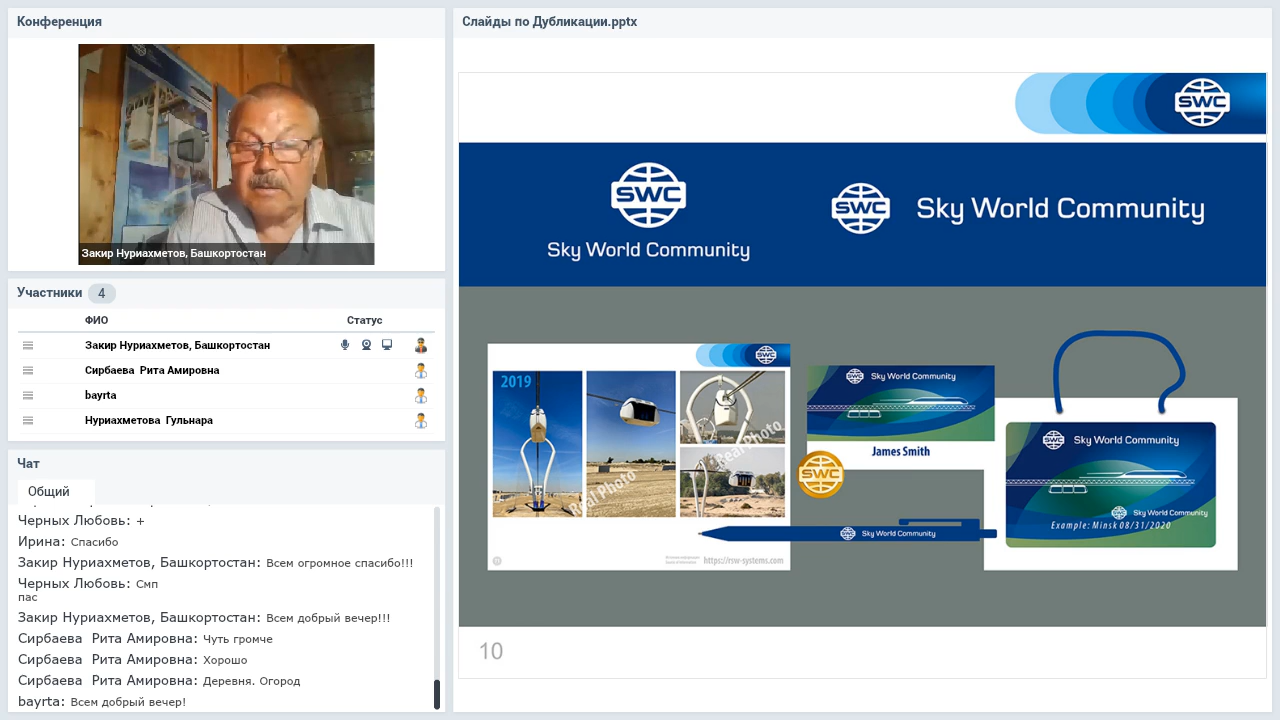 Конференция
Закир Нуриахметов, Башкортостан
Участники 4
ФИО Статус
Закир Нуриахметов, Башкортостан
Сирбаева Рита Амировна
bayrta
Нуриахметова Гульнара
Чат
Общий
Черных Любовь: +
Ирина: Спасибо
Закир Нуриахметов, Башкортостан: Всем огромное спасибо!!!
Черных Любовь: Смп
пас
Закир Нуриахметов, Башкортостан: Всем добрый вечер!!!
Сирбаева Рита Амировна: Чуть громче
Сирбаева Рита Амировна: Хорошо
Сирбаева Рита Амировна: Деревня. Огород
bayrta: Всем добрый вечер!
Слайды по Дубликации.pptx
SWC
SWC
Sky World Community
SWC
Sky World Community
SWC
2019
Real Photo
Real Photo
https://rsw-systems.com
SWC
Sky World Community
James Smith
SWC
Sky World Community
SWC
Sky World Community
Sky World Community
Example: Minsk 08/31/2020
10